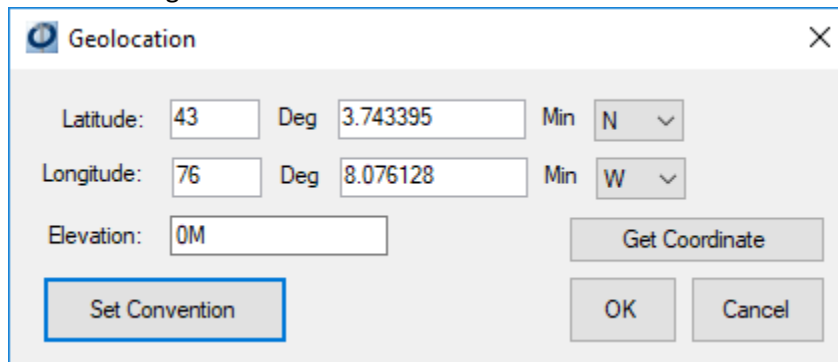 Geolocation
Latitude: 43 Deg 3.743395 Min N
Longitude: 76 Deg 8.076128 Min W
Elevation: 0M Get Coordinate
Set Convention OK Cancel